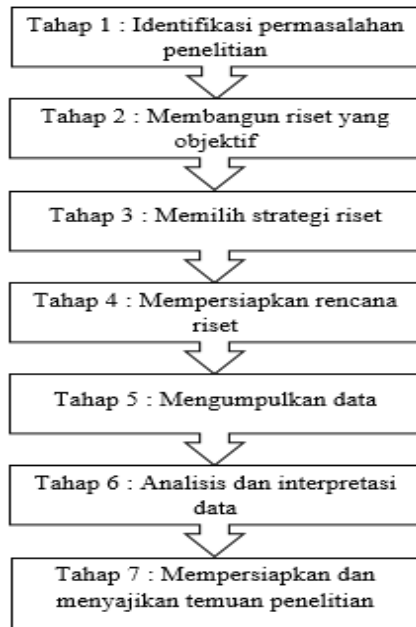 Tahap 1 : Identifikasi permasalahan
penelitian
Tahap 2 : Membangun riset yang
objektif
Tahap 3 : Memilih strategi riset
Tahap 4 : Mempersiapkan rencana
riset
Tahap 5 : Mengumpulkan data
Tahap 6 : Analisis dan interpretasi
data
Tahap 7 : Mempersiapkan dan
menyajikan temuan penelitian